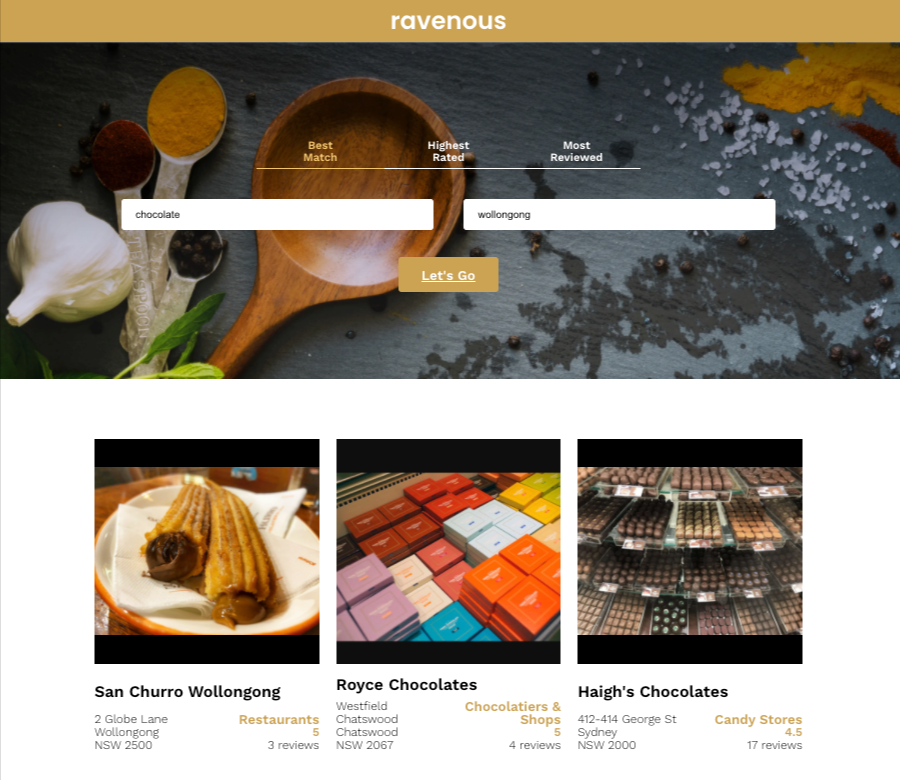 ravenous
Best
Match
Highest
Rated
Most
Reviewed
chocolate
wollongong
Let's Go
San Churro Wollongong
2 Globe Lane
Wollongong
NSW 2500
Restaurants
5
3 reviews
Royce Chocolates
Westfield
Chatswood
Chatswood
NSW 2067
Chocolatiers &
Shops
5
4 reviews
Haigh's Chocolates
412-414 George St
Sydney
NSW 2000
Candy Stores
4.5
17 reviews